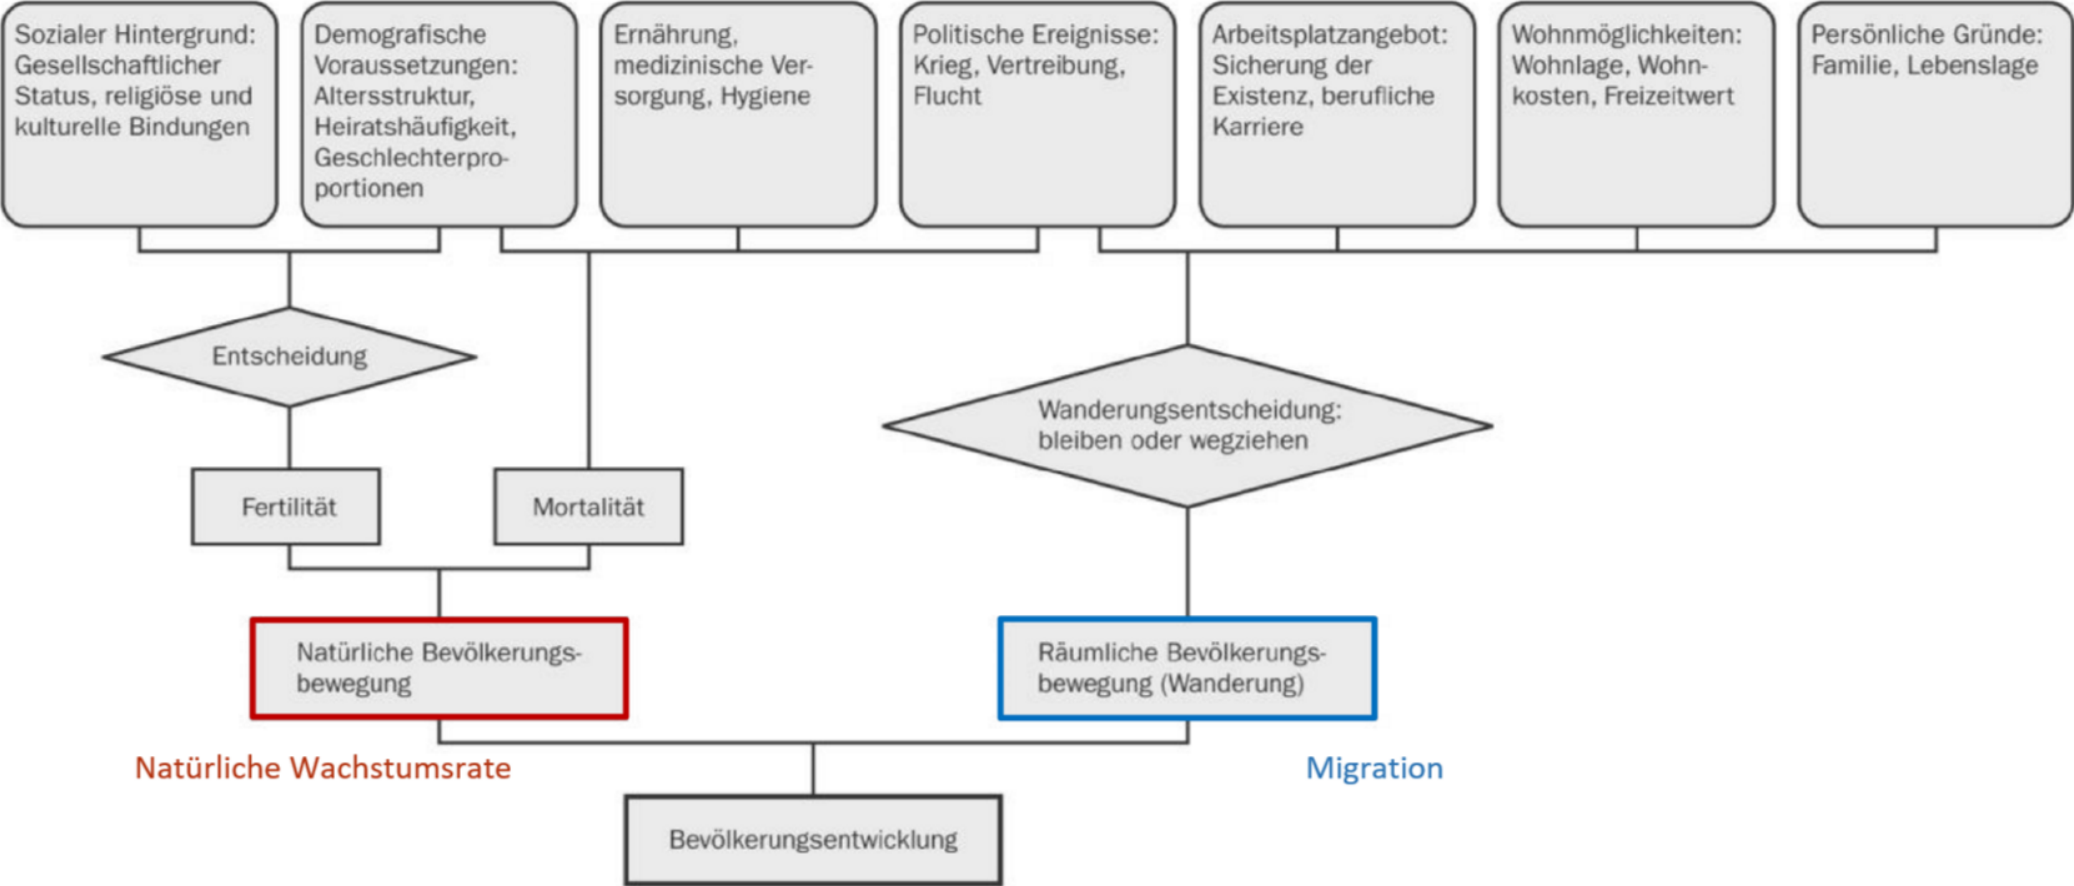 Sozialer Hintergrund:
Gesellschaftlicher
Status, religiöse und
kulturelle Bindungen
Demografische
Voraussetzungen:
Altersstruktur,
Heiratshäufigkeit,
Geschlechterpro-
portionen
Ernährung,
medizinische Ver-
sorgung, Hygiene
Politische Ereignisse:
Krieg, Vertreibung,
Flucht
Arbeitsplatzangebot:
Sicherung der
Existenz, berufliche
Karriere
Wohnmöglichkeiten:
Wohnlage, Wohn-
kosten, Freizeitwert
Persönliche Gründe:
Familie, Lebenslage
Entscheidung
Wanderungsentscheidung:
bleiben oder wegziehen
Fertilität
Mortalität
Natürliche Bevölkerungs-
bewegung
Räumliche Bevölkerungs-
bewegung (Wanderung)
Natürliche Wachstumsrate
Migration
Bevölkerungsentwicklung